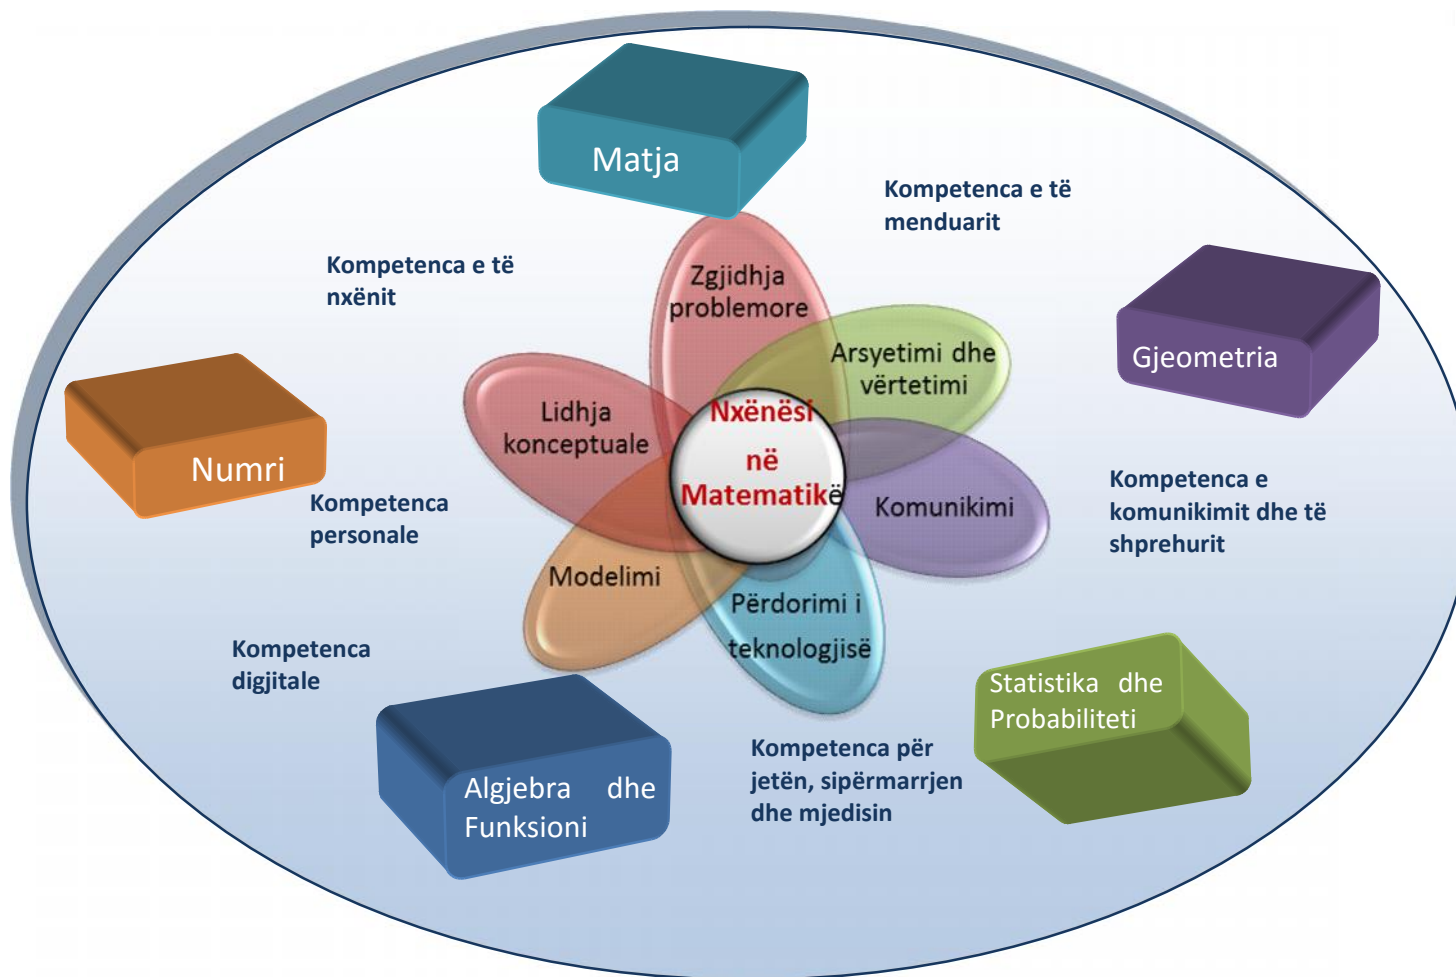 Matja
Kompetenca e të
menduarit
Kompetenca e të
nxënit
Zgjidhja
problemore
Arsyetimi dhe
vërtetimi
Gjeometria
Lidhja
konceptuale
Nxënësi
në
Matematikë
Numri
Kompetenca
personale
Komunikimi
Kompetenca e
komunikimit dhe të
shprehurit
Modelimi
Përdorimi i
teknologjisë
Kompetenca
digjitale
Statistika dhe
Probabiliteti
Kompetenca për
jetën, sipërmarrjen
dhe mjedisin
Algjebra dhe
Funksioni